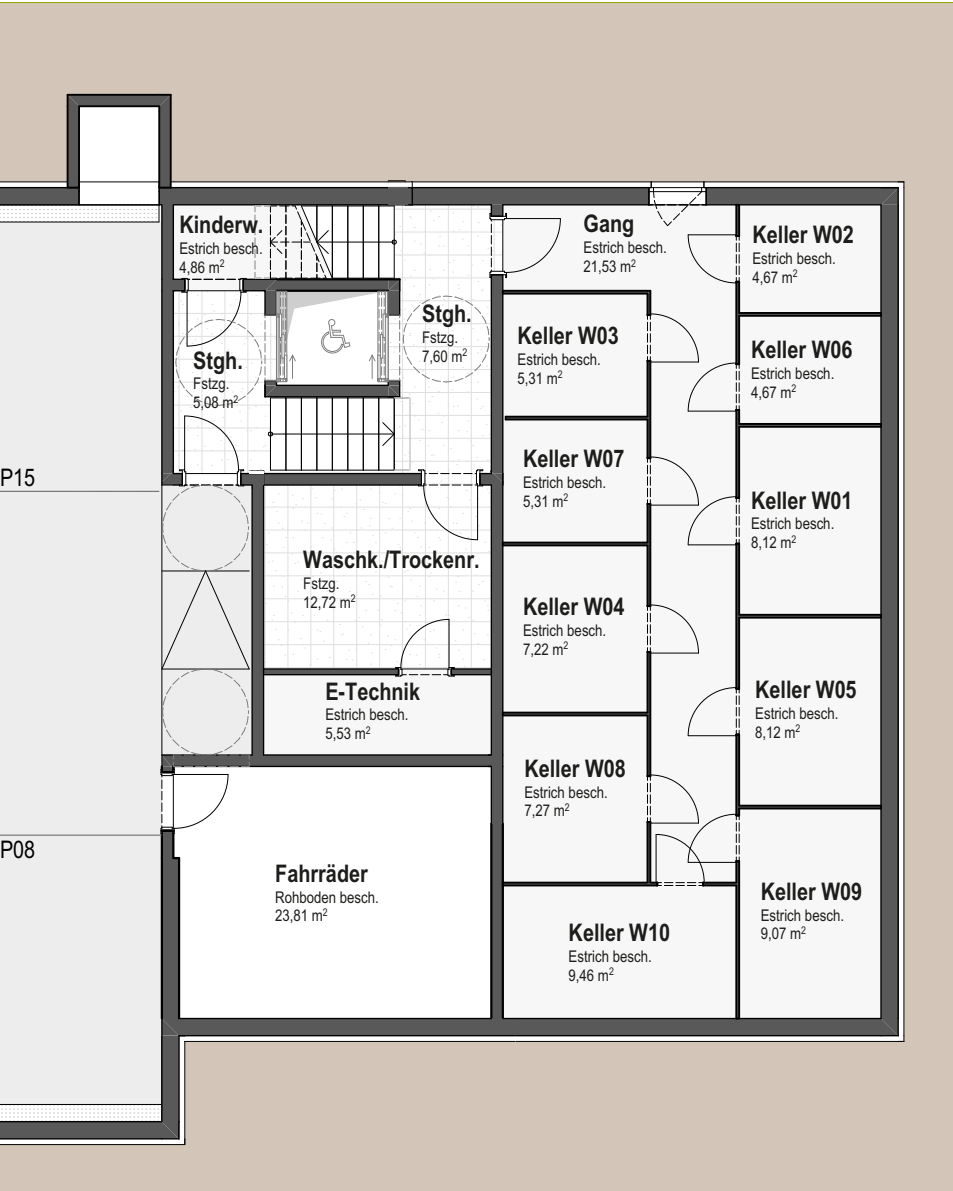 Kinderw.
Estrich besch.
4,86 m²
Gang
Estrich besch.
21,53 m²
Keller W02
Estrich besch.
4,67 m²
Stgh.
Fstzg.
7,60 m²
Keller W03
Estrich besch.
5,31 m²
Keller W06
Estrich besch.
4,67 m²
Stgh.
Fstzg.
5,08 m²
P15
Keller W07
Estrich besch.
5,31 m²
Keller W01
Estrich besch.
8,12 m²
Waschk./Trockenr.
Fstzg.
12,72 m²
Keller W04
Estrich besch.
7,22 m²
E-Technik
Estrich besch.
5,53 m²
Keller W05
Estrich besch.
8,12 m²
Keller W08
Estrich besch.
7,27 m²
P08
Fahrräder
Rohboden besch.
23,81 m²
Keller W09
Estrich besch.
9,07 m²
Keller W10
Estrich besch.
9,46 m²